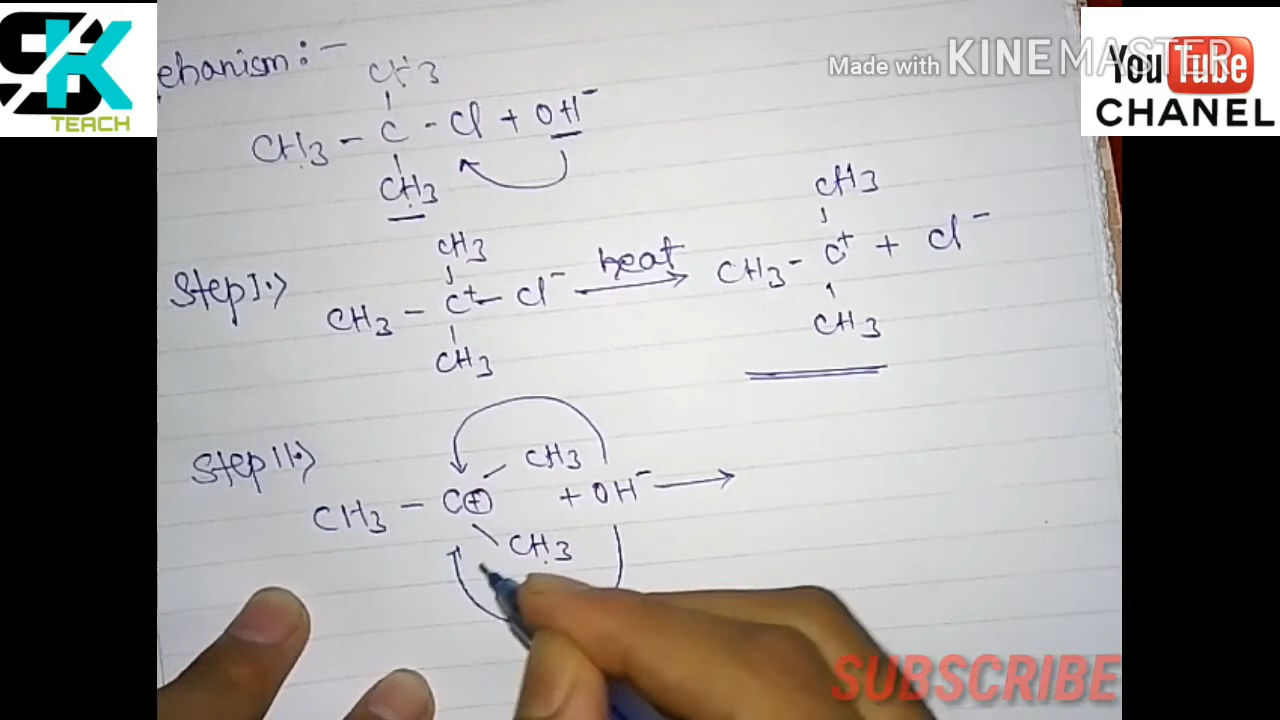 SK
TEACH
Made with KINEMASTER
YouTube
CHANEL
echanism:-
CH3
CH3 - C - Cl + OH-
CH3
CH3
Step I.> CH3 - C+ - Cl- heat → CH3 - C+ + Cl-
CH3
CH3
CH3
Step II.> CH3 - C⊕ CH3 + OH- →
CH3
SUBSCRIBE